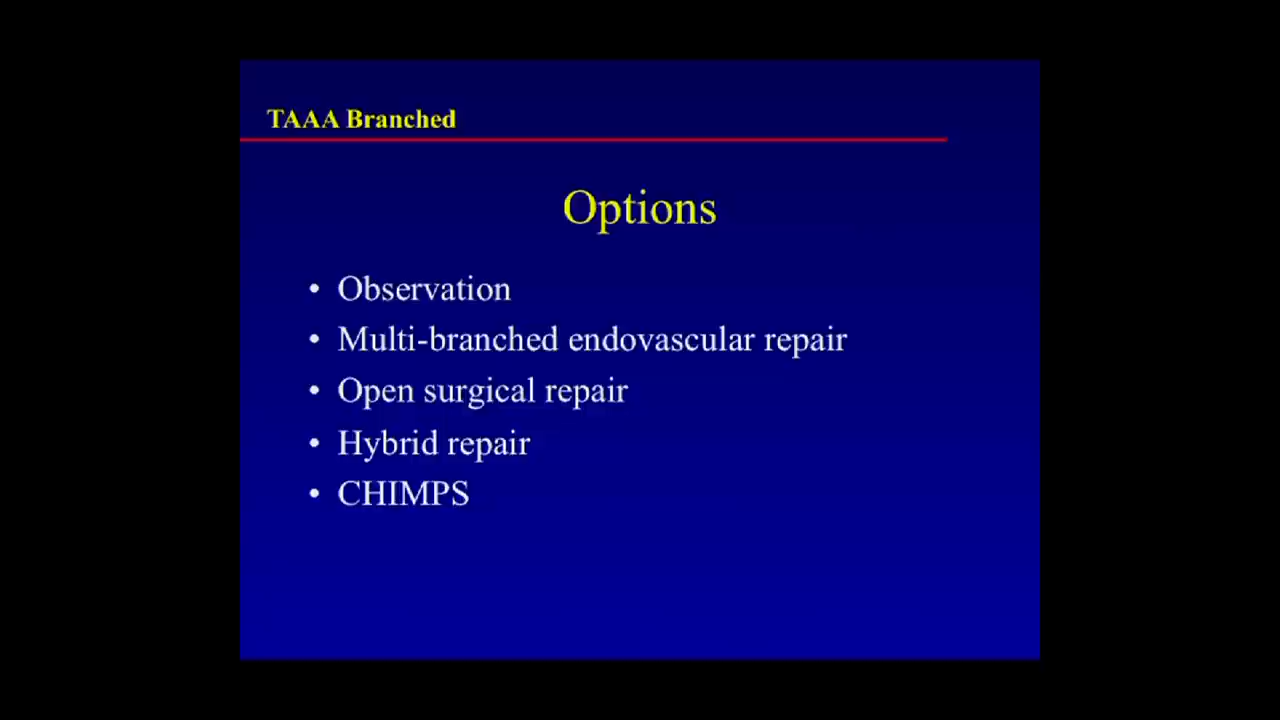 TAAA Branched
Options
• Observation
• Multi-branched endovascular repair
• Open surgical repair
• Hybrid repair
• CHIMPS